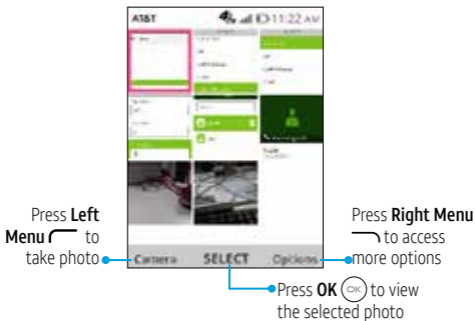 AT&T 11:22 AM
Press Left
Menu to
take photo
Camera SELECT Options
Press Right Menu
to access
more options
Press OK OK to view
the selected photo